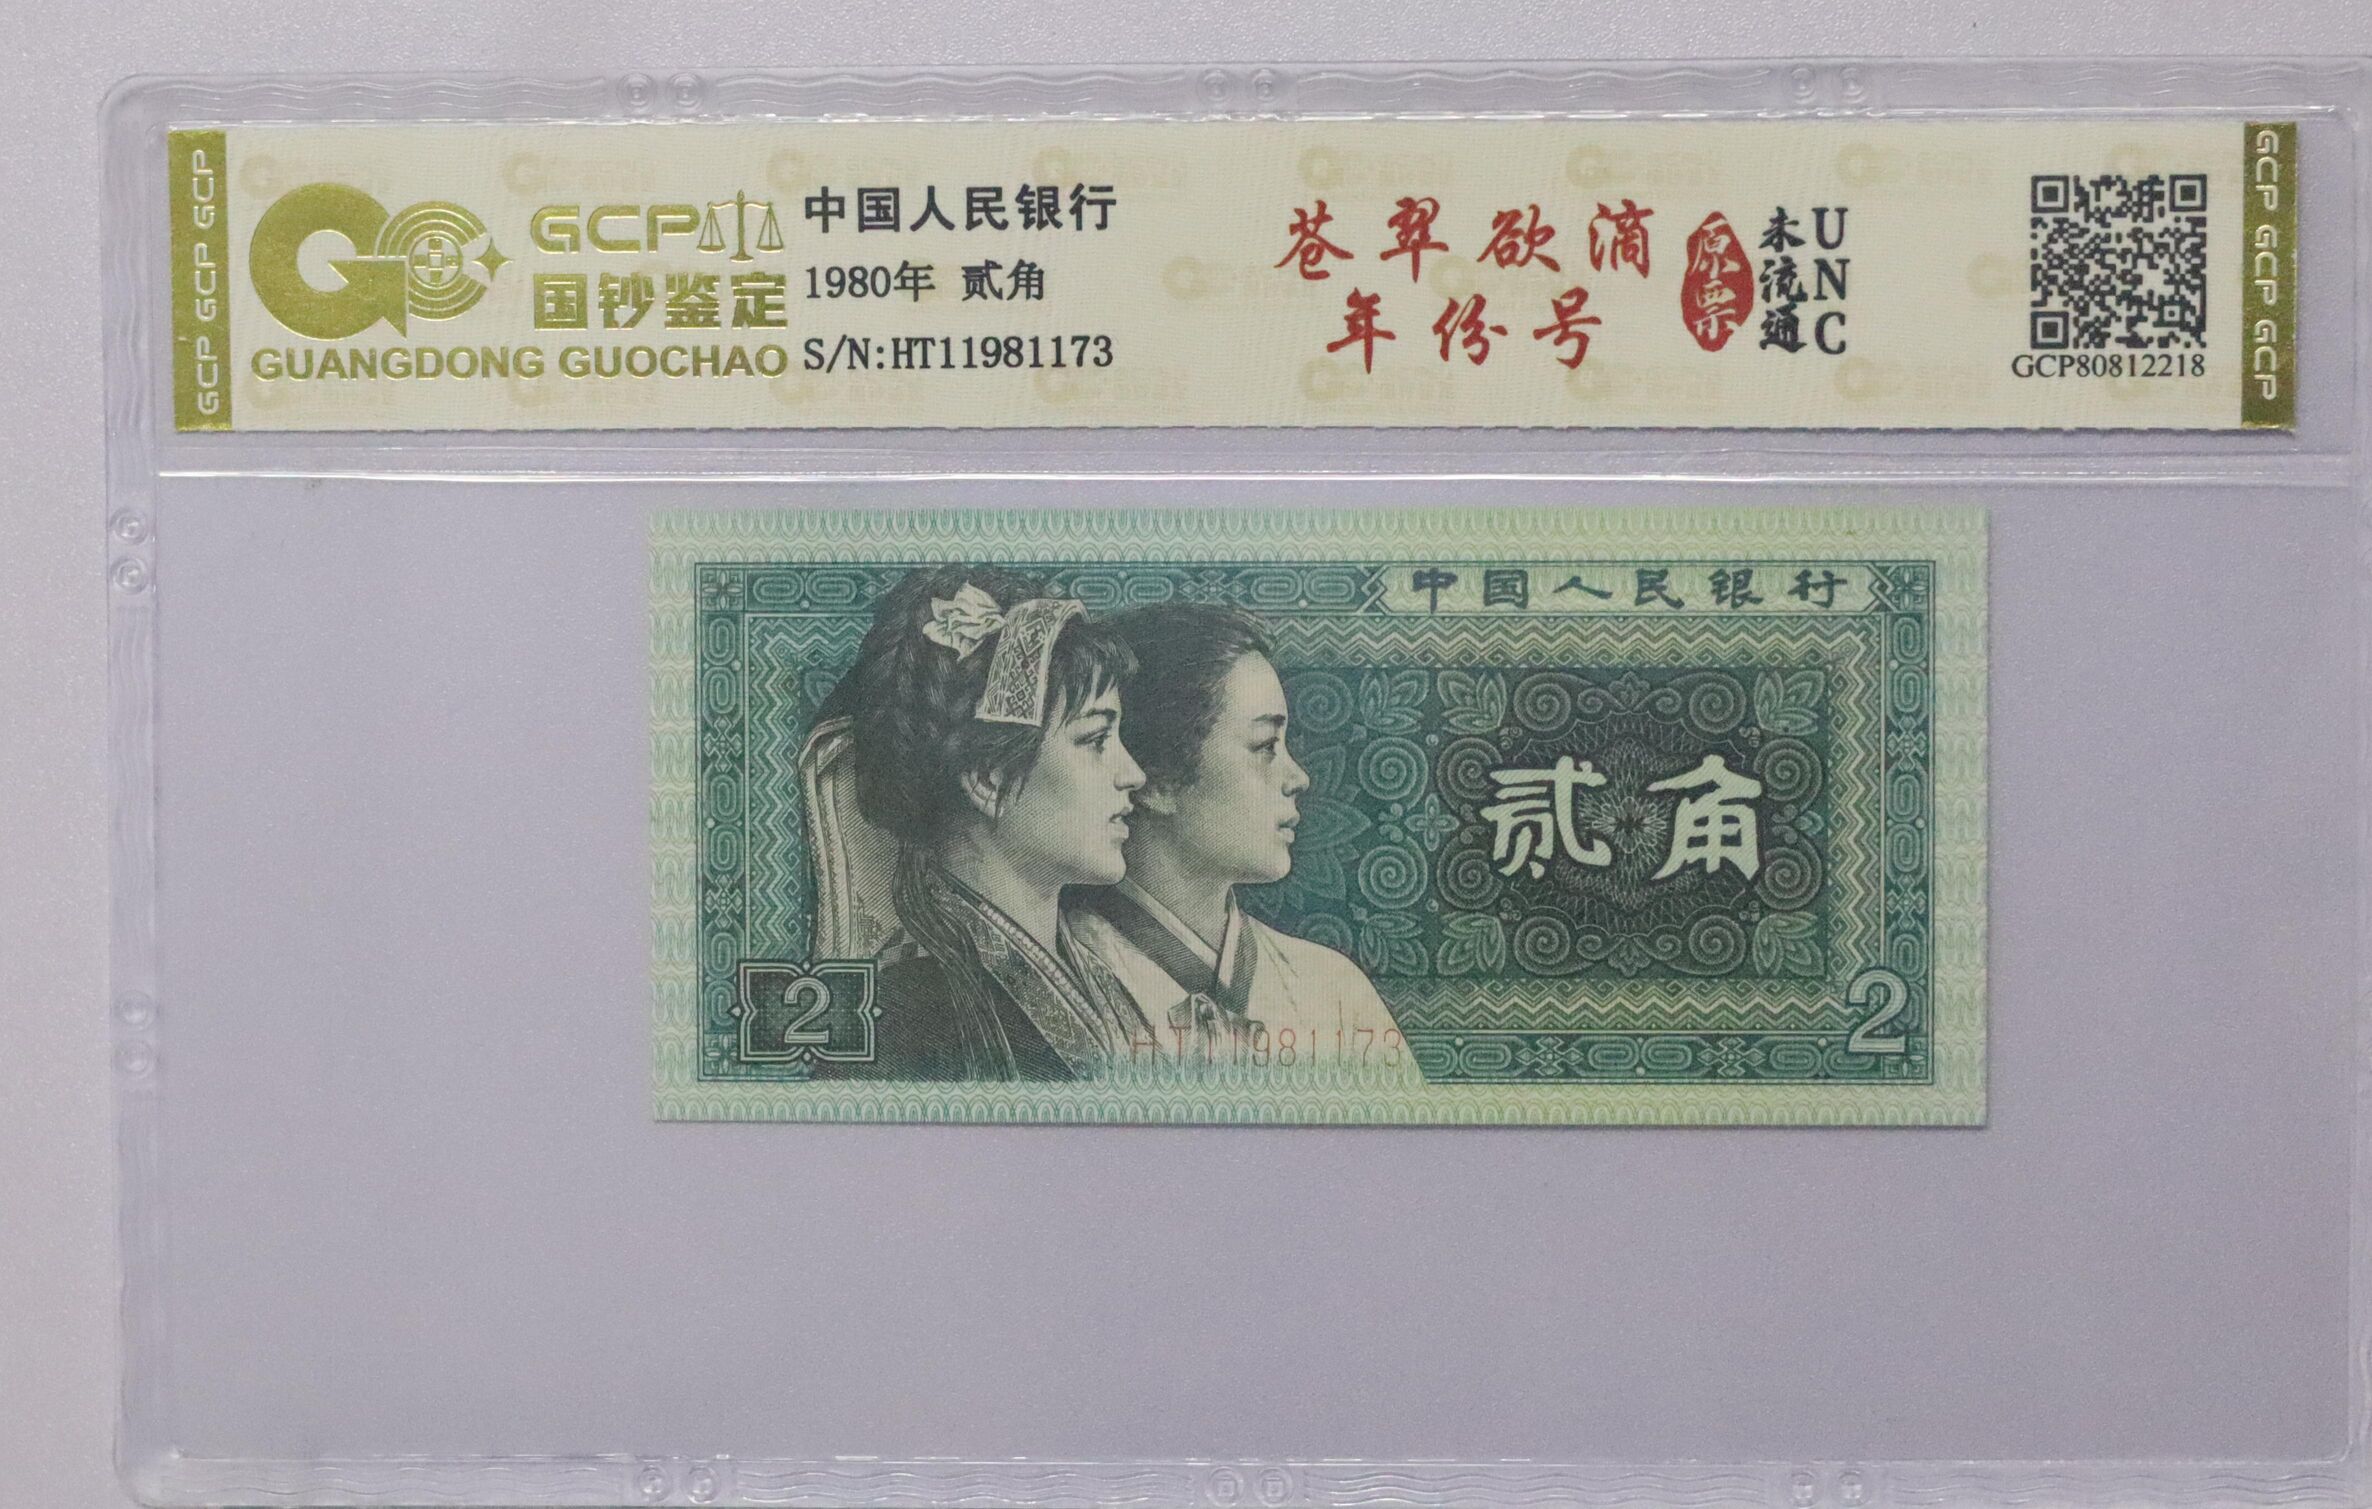 GCP GCP GCP GCP
GCP
国钞鉴定
GUANGDONG GUOCHAO
中国人民银行
1980年 贰角
S/N:HT11981173
苍翠欲滴
年份号
原票
未流通
UNC
GCP80812218
GCP GCP GCP GCP
中国人民银行
贰角
2
HT11981173
2